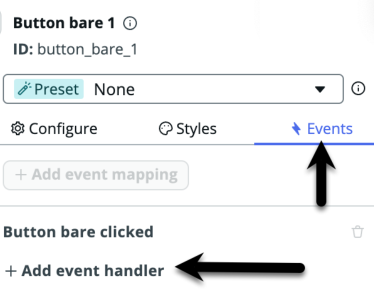 Button bare 1
ID: button_bare_1
Preset None
Configure Styles Events
+ Add event mapping
Button bare clicked
+ Add event handler